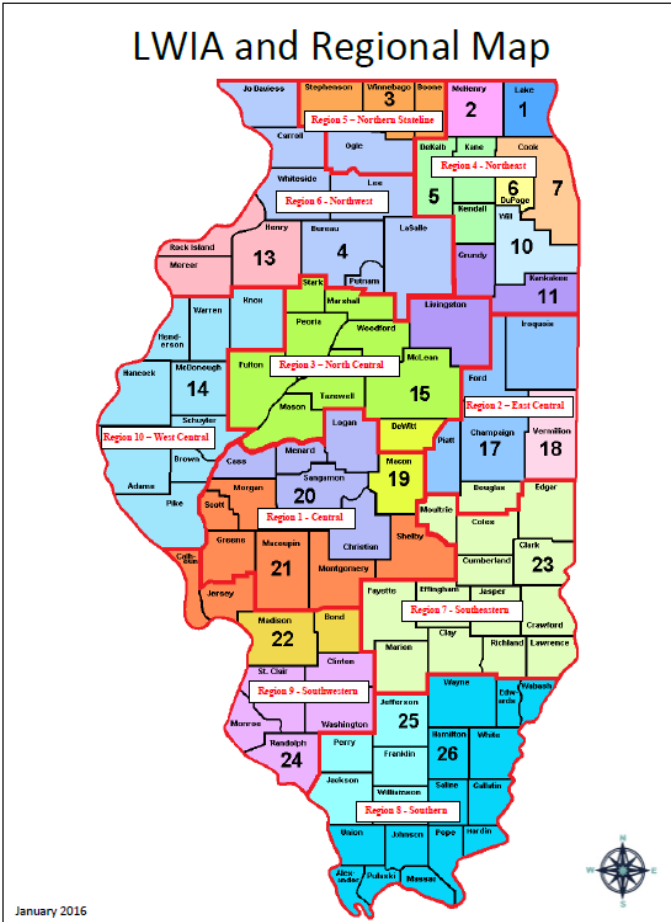 LWIA and Regional Map
Jo Daviess
Stephenson
Winnebago
Boone
McHenry
Lake
3
2
1
Region 5 – Northern Stateline
Carroll
Ogle
DeKalb
Kane
Cook
Region 4 - Northeast
Whiteside
Lee
5
6
7
DuPage
Region 6 - Northwest
Kendall
Will
Henry
Bureau
LaSalle
10
Rock Island
13
4
Grundy
Mercer
Putnam
Kankakee
11
Stark
Marshall
Knox
Warren
Livingston
Peoria
Woodford
Iroquois
Hender-
erson
McLean
Hancock
McDonough
Fulton
Region 3 – North Central
Ford
14
15
Tazewell
Mason
Region 2 – East Central
Schuyler
Logan
DeWitt
Champaign
Vermilion
Region 10 – West Central
Piatt
17
18
Menard
Brown
Cass
Macon
Adams
Morgan
Sangamon
19
Douglas
Edgar
20
Pike
Scott
Moultrie
Coles
Region 1 - Central
Greene
Macoupin
Christian
Shelby
Clark
Cumberland
23
Calh-
oun
21
Montgomery
Jersey
Fayette
Effingham
Jasper
Region 7 - Southeastern
Madison
Bond
Crawford
22
Clay
Richland
Lawrence
Marion
Clinton
St. Clair
Wayne
Region 9 – Southwestern
Edw-
ards
Wabash
Jefferson
Monroe
Washington
25
Randolph
Hamilton
White
24
Perry
26
Franklin
Jackson
Saline
Gallatin
Williamson
Region 8 - Southern
Union
Johnson
Pope
Hardin
Alex-
ander
Pulaski
Massac
N
W
E
S
January 2016